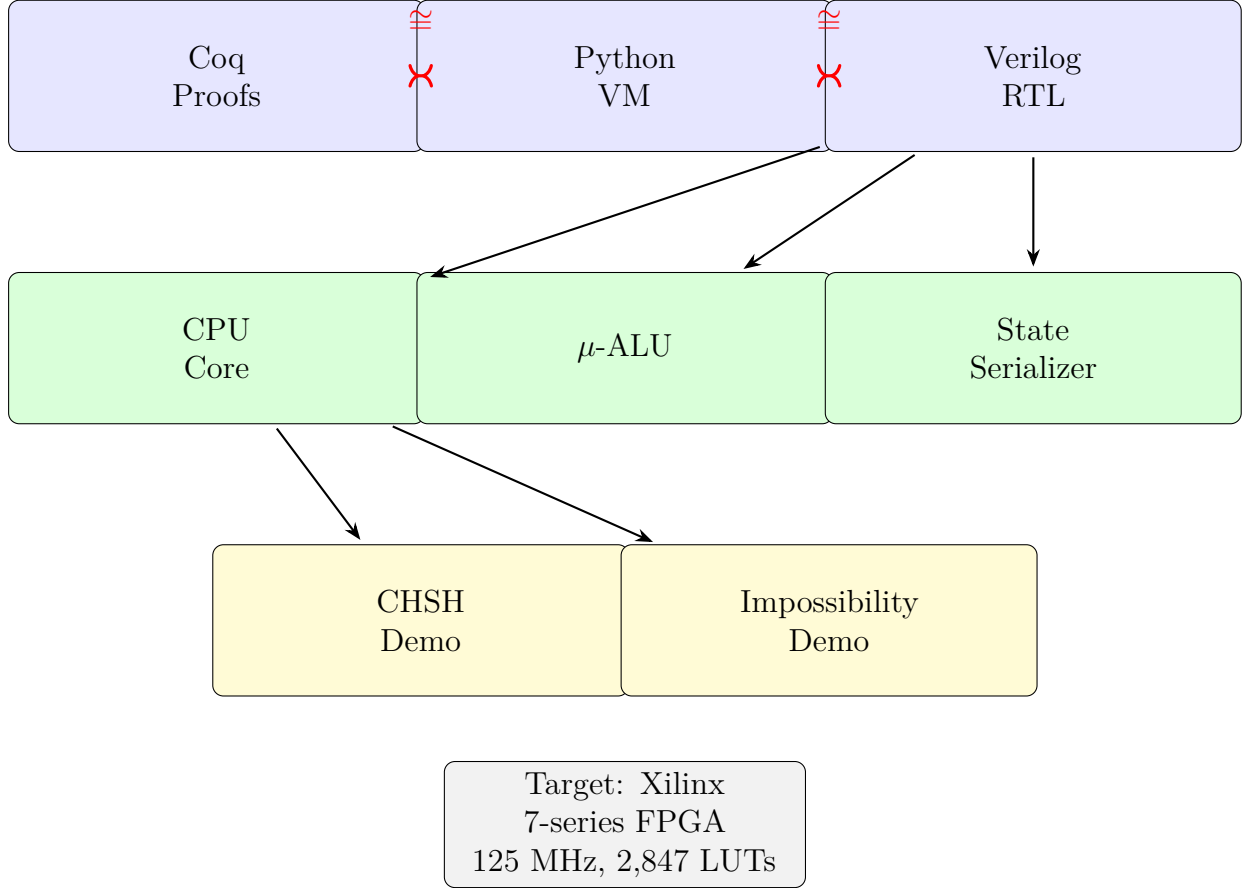 ≅ ≅
Coq Python Verilog
Proofs VM RTL
CPU State
μ-ALU
Core Serializer
CHSH Impossibility
Demo Demo
Target: Xilinx
7-series FPGA
125 MHz, 2,847 LUTs